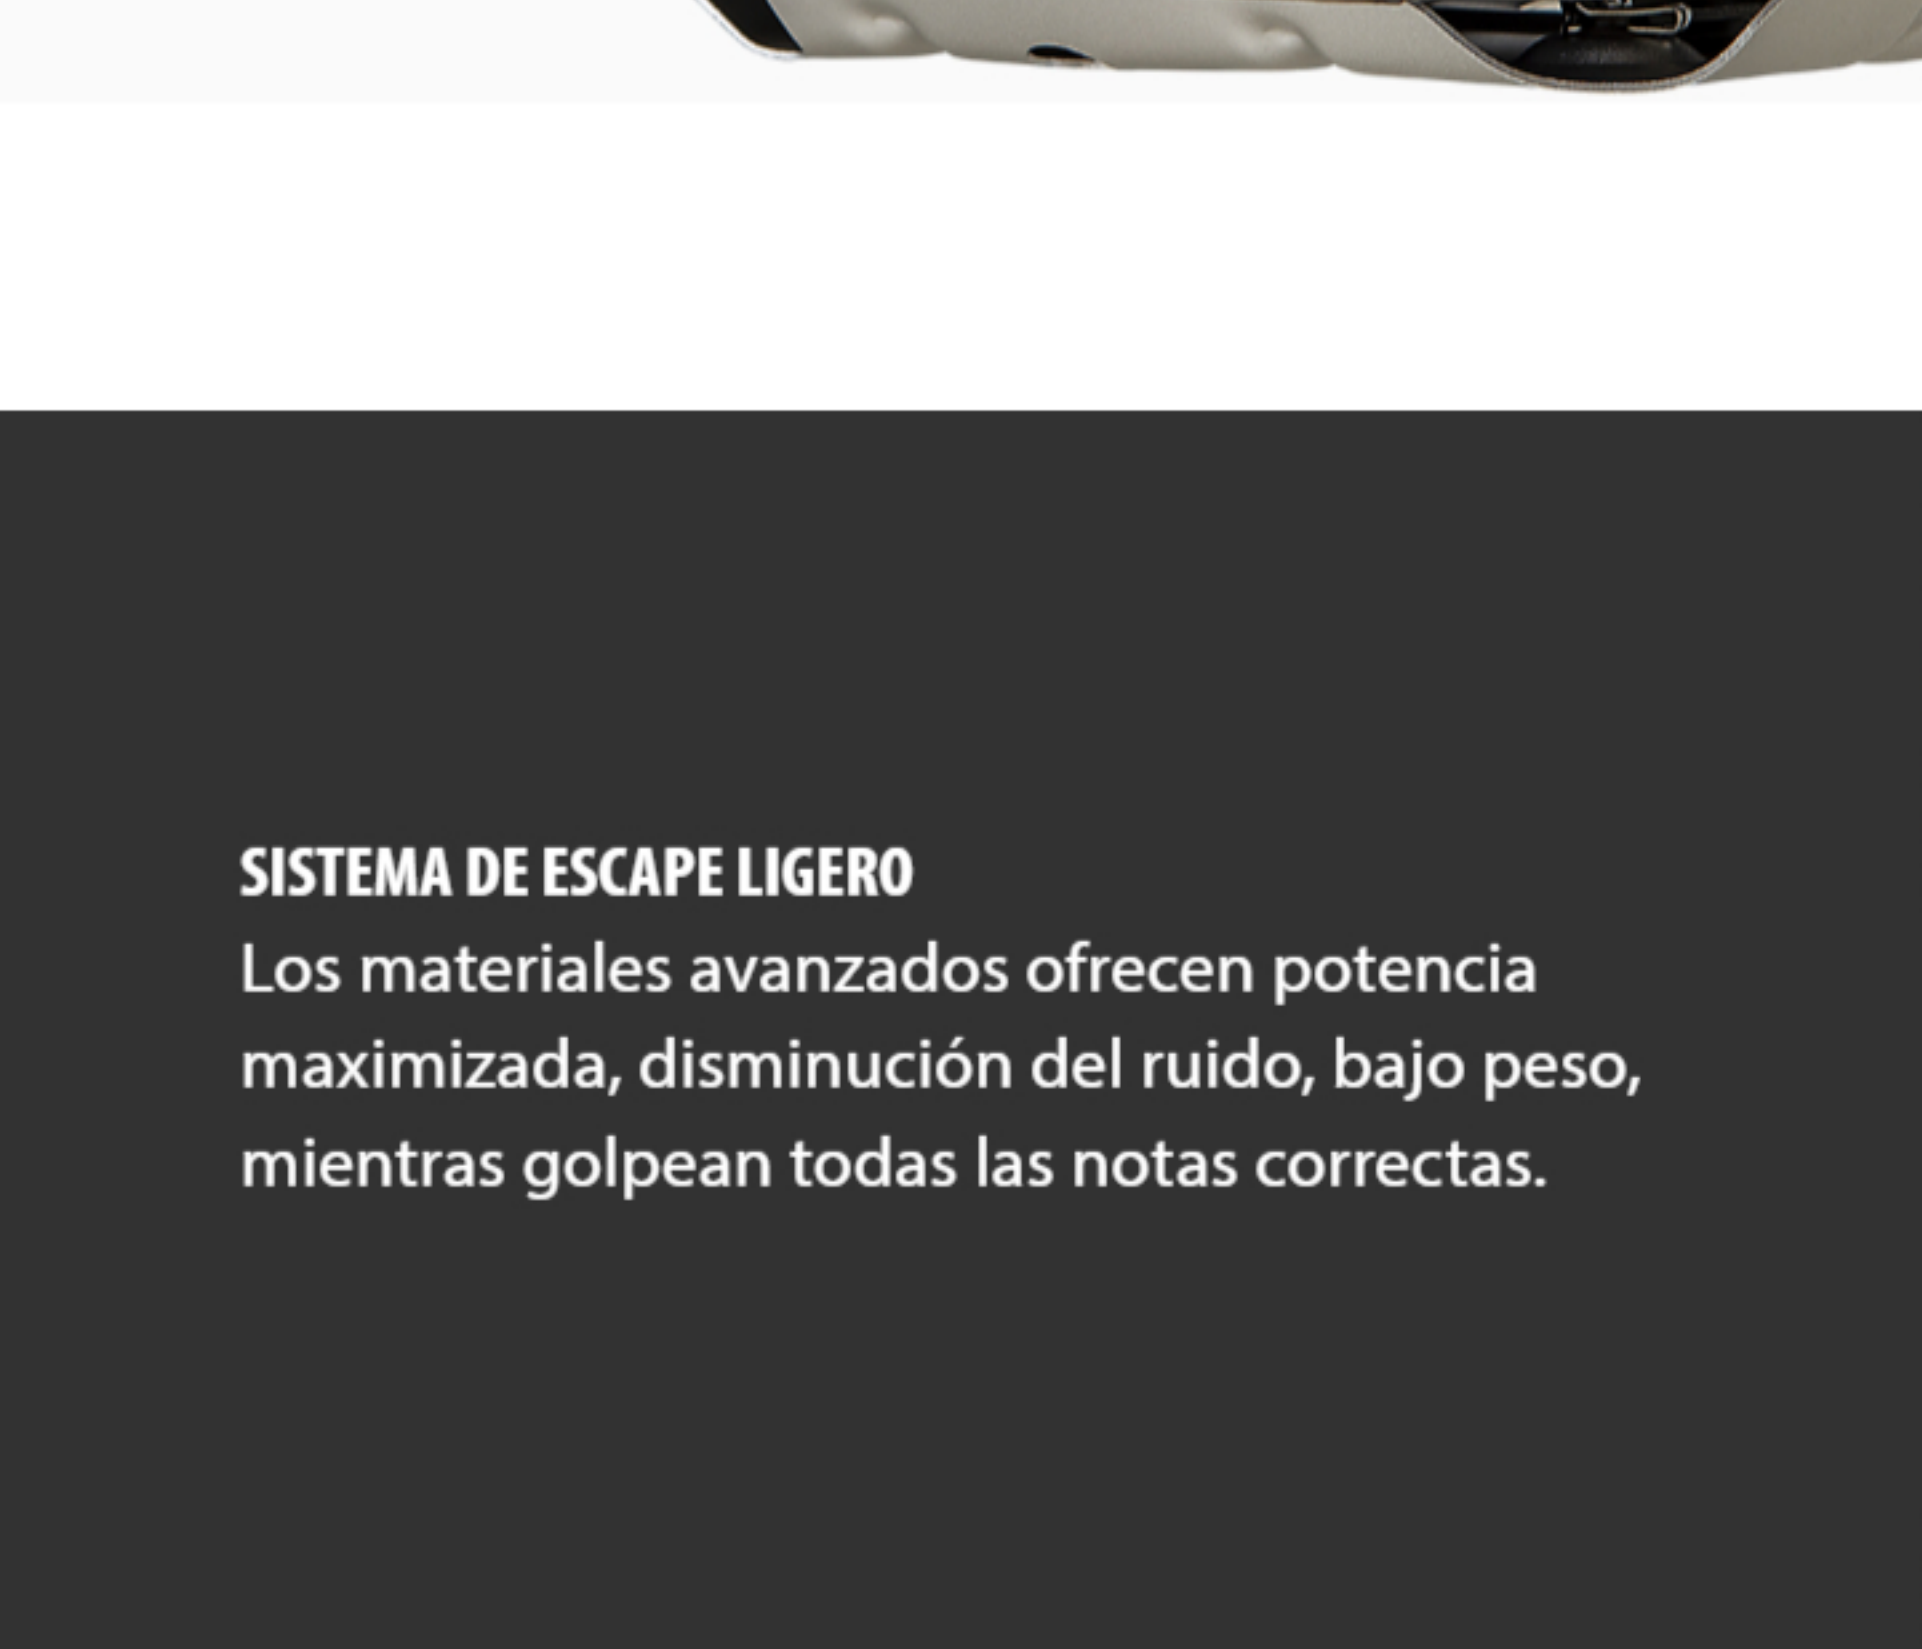 SISTEMA DE ESCAPE LIGERO
Los materiales avanzados ofrecen potencia
maximizada, disminución del ruido, bajo peso,
mientras golpean todas las notas correctas.